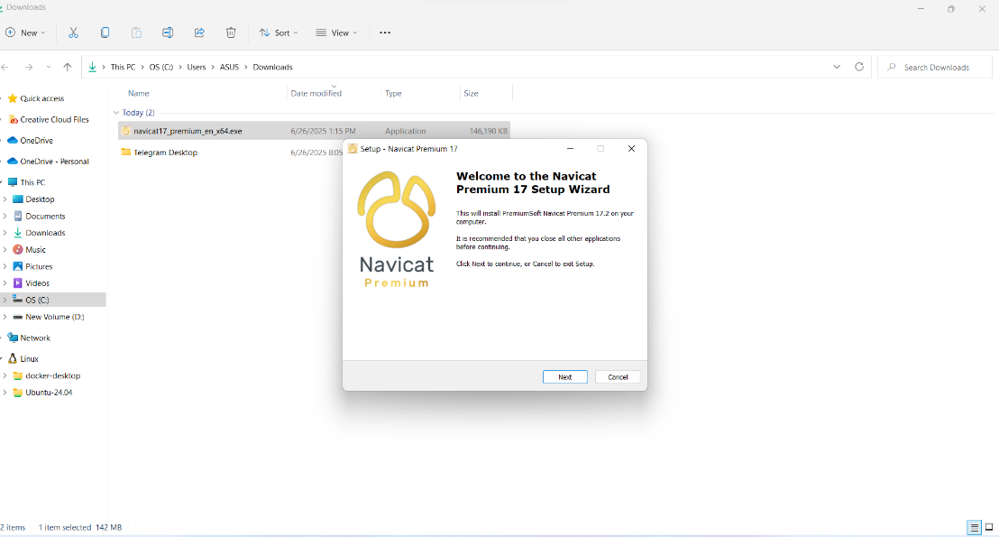 Downloads
New
Sort
View
This PC > OS (C:) > Users > ASUS > Downloads
Search Downloads
Name Date modified Type Size
Quick access
Creative Cloud Files
OneDrive
OneDrive - Personal
This PC
Desktop
Documents
Downloads
Music
Pictures
Videos
OS (C:)
New Volume (D:)
Network
Linux
docker-desktop
Ubuntu-24.04
Today (2)
navicat17_premium_en_x64.exe 6/26/2025 1:15 PM Application 146,190 KB
Telegram Desktop 6/26/2025 8:05
Setup - Navicat Premium 17
Navicat
Premium
Welcome to the Navicat
Premium 17 Setup Wizard
This will install PremiumSoft Navicat Premium 17.2 on your
computer.
It is recommended that you close all other applications
before continuing.
Click Next to continue, or Cancel to exit Setup.
Next Cancel
2 items 1 item selected 142 MB